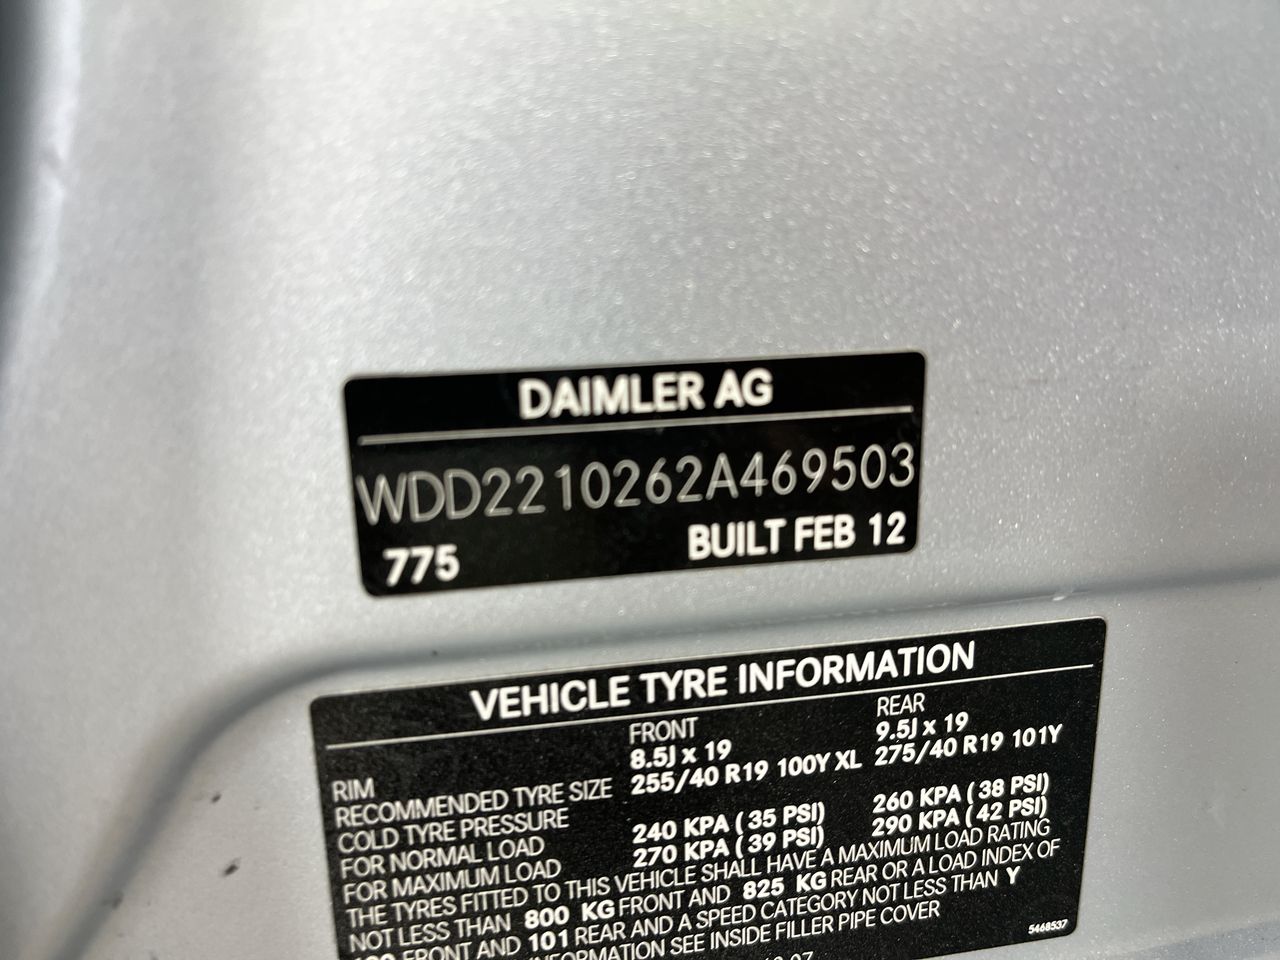 DAIMLER AG
WDD2210262A469503
775 BUILT FEB 12
VEHICLE TYRE INFORMATION
FRONT REAR
RIM 8.5J x 19 9.5J x 19
RECOMMENDED TYRE SIZE 255/40 R19 100Y XL 275/40 R19 101Y
COLD TYRE PRESSURE
FOR NORMAL LOAD 240 KPA ( 35 PSI) 260 KPA ( 38 PSI)
FOR MAXIMUM LOAD 270 KPA ( 39 PSI) 290 KPA ( 42 PSI)
THE TYRES FITTED TO THIS VEHICLE SHALL HAVE A MAXIMUM LOAD RATING
NOT LESS THAN 800 KG FRONT AND 825 KG REAR OR A LOAD INDEX OF
FRONT AND 101 REAR AND A SPEED CATEGORY NOT LESS THAN Y
INFORMATION SEE INSIDE FILLER PIPE COVER
5468537